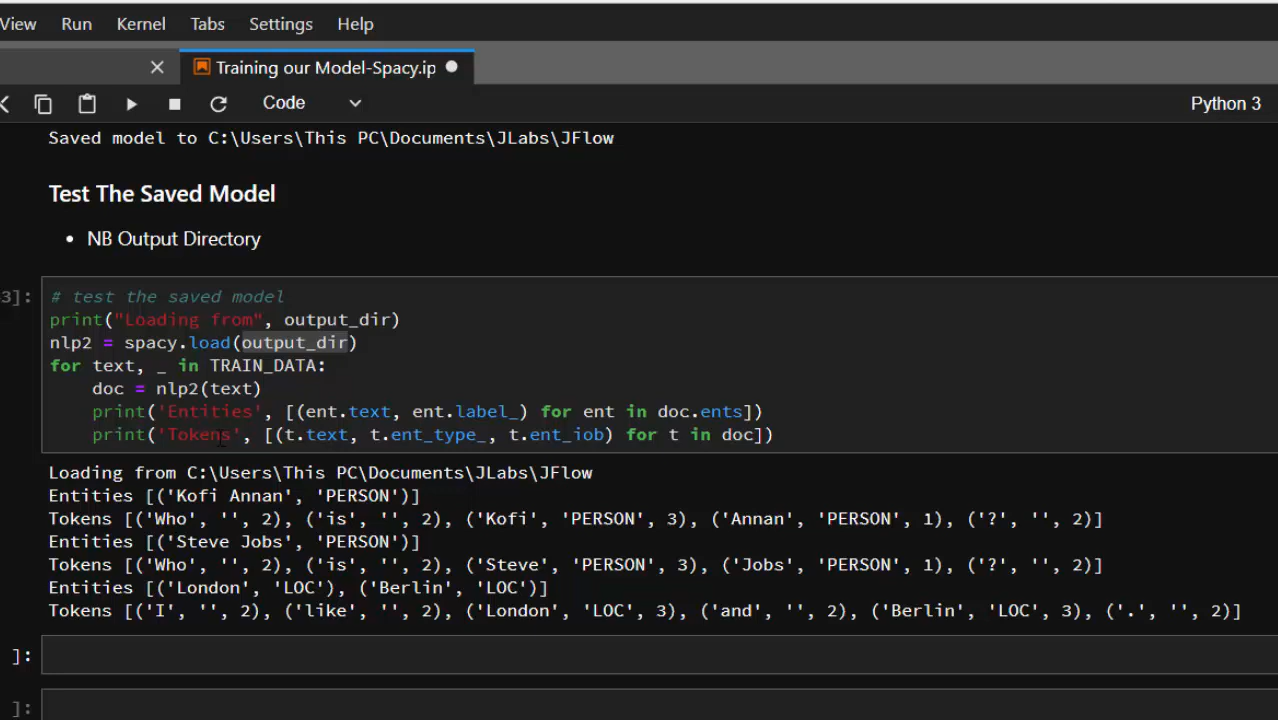 View Run Kernel Tabs Settings Help
Training our Model-Spacy.ip
Code Python 3
Saved model to C:\Users\This PC\Documents\JLabs\JFlow
Test The Saved Model
• NB Output Directory
3]: # test the saved model
print("Loading from", output_dir)
nlp2 = spacy.load(output_dir)
for text, _ in TRAIN_DATA:
    doc = nlp2(text)
    print('Entities', [(ent.text, ent.label_) for ent in doc.ents])
    print('Tokens', [(t.text, t.ent_type_, t.ent_iob) for t in doc])
Loading from C:\Users\This PC\Documents\JLabs\JFlow
Entities [('Kofi Annan', 'PERSON')]
Tokens [('Who', '', 2), ('is', '', 2), ('Kofi', 'PERSON', 3), ('Annan', 'PERSON', 1), ('?', '', 2)]
Entities [('Steve Jobs', 'PERSON')]
Tokens [('Who', '', 2), ('is', '', 2), ('Steve', 'PERSON', 3), ('Jobs', 'PERSON', 1), ('?', '', 2)]
Entities [('London', 'LOC'), ('Berlin', 'LOC')]
Tokens [('I', '', 2), ('like', '', 2), ('London', 'LOC', 3), ('and', '', 2), ('Berlin', 'LOC', 3), ('.', '', 2)]
]:
]: